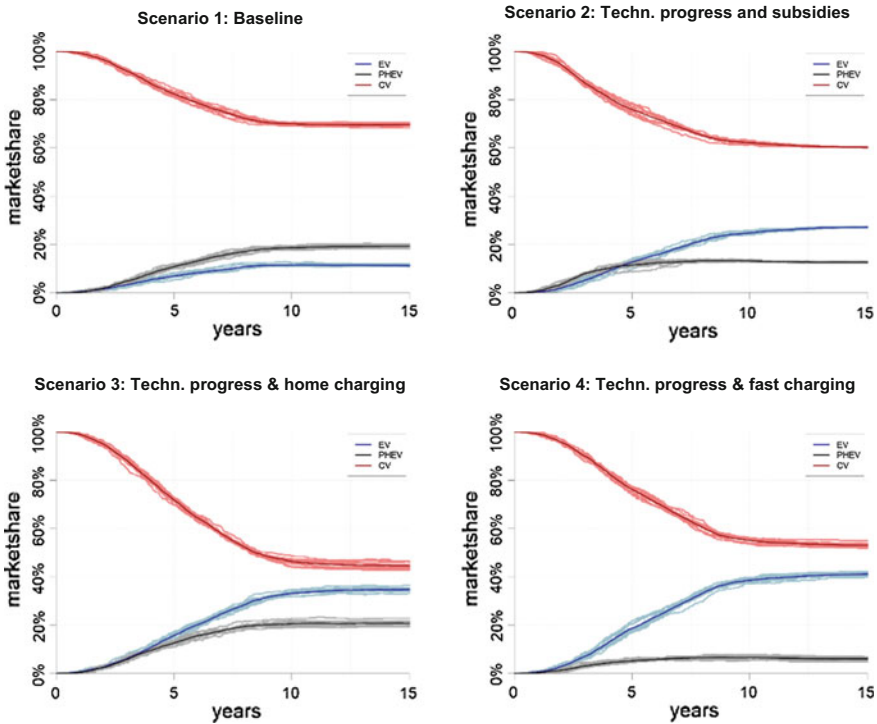 Scenario 1: Baseline
100%
80%
60%
40%
20%
0%
marketshare
EV
PHEV
CV
0 5 10 15
years
Scenario 2: Techn. progress and subsidies
100%
80%
60%
40%
20%
0%
marketshare
EV
PHEV
CV
0 5 10 15
years
Scenario 3: Techn. progress & home charging
100%
80%
60%
40%
20%
0%
marketshare
EV
PHEV
CV
0 5 10 15
years
Scenario 4: Techn. progress & fast charging
100%
80%
60%
40%
20%
0%
marketshare
EV
PHEV
CV
0 5 10 15
years